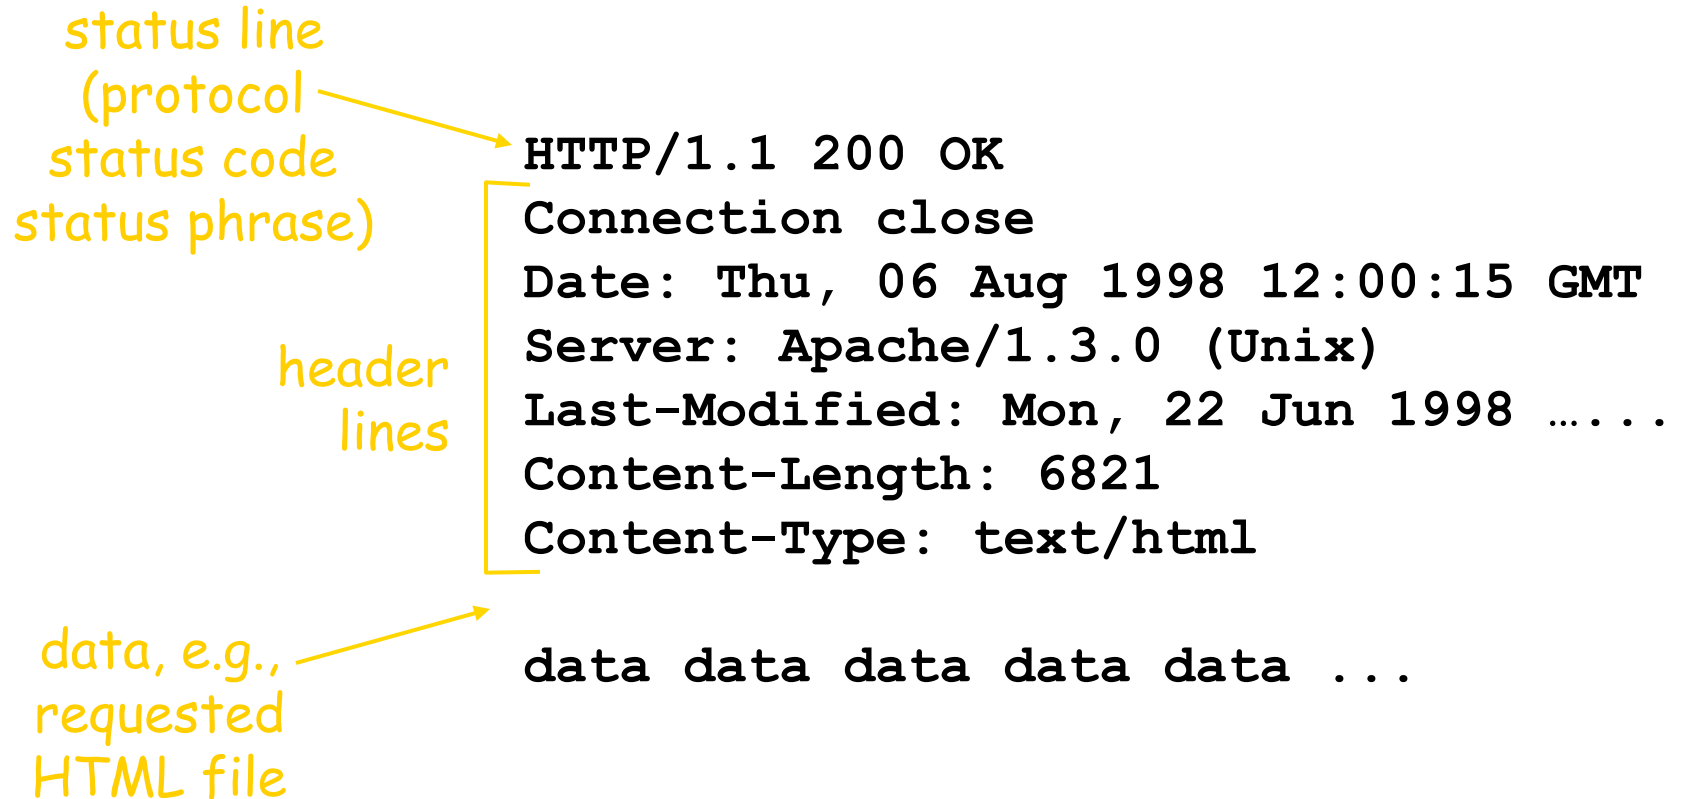 status line
(protocol
status code
status phrase)
HTTP/1.1 200 OK
Connection close
Date: Thu, 06 Aug 1998 12:00:15 GMT
Server: Apache/1.3.0 (Unix)
Last-Modified: Mon, 22 Jun 1998 …...
Content-Length: 6821
Content-Type: text/html
header
lines
data, e.g.,
requested
HTML file
data data data data data ...